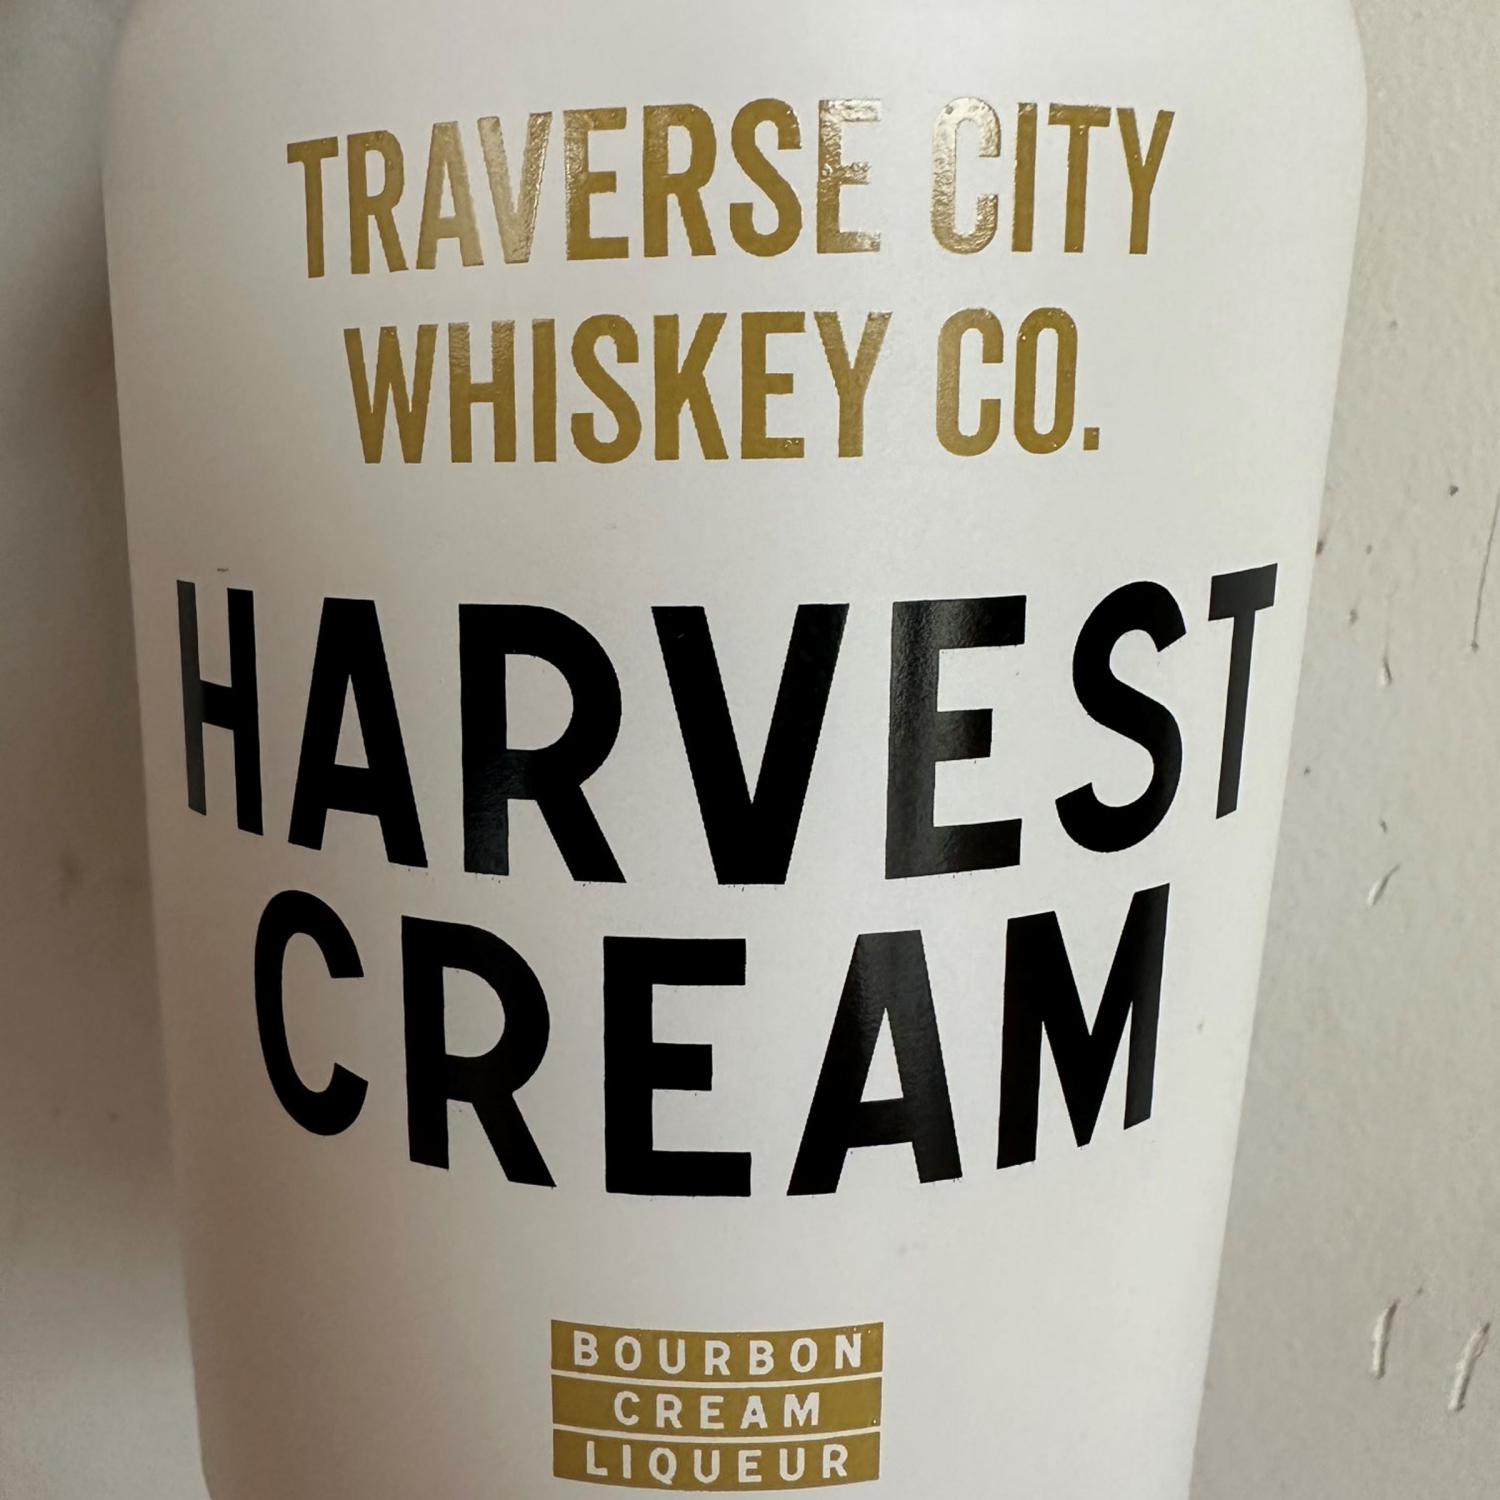 TRAVERSE CITY
WHISKEY CO.
HARVEST
CREAM
BOURBON
CREAM
LIQUEUR